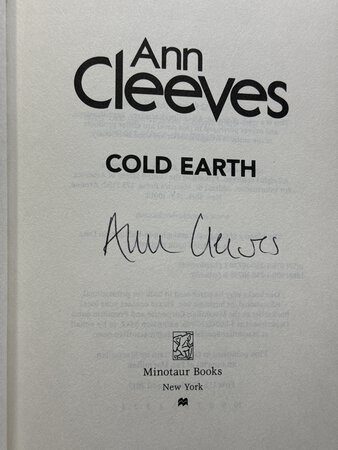 Ann
Cleeves
COLD EARTH
Ann Cleeves
Minotaur Books
New York